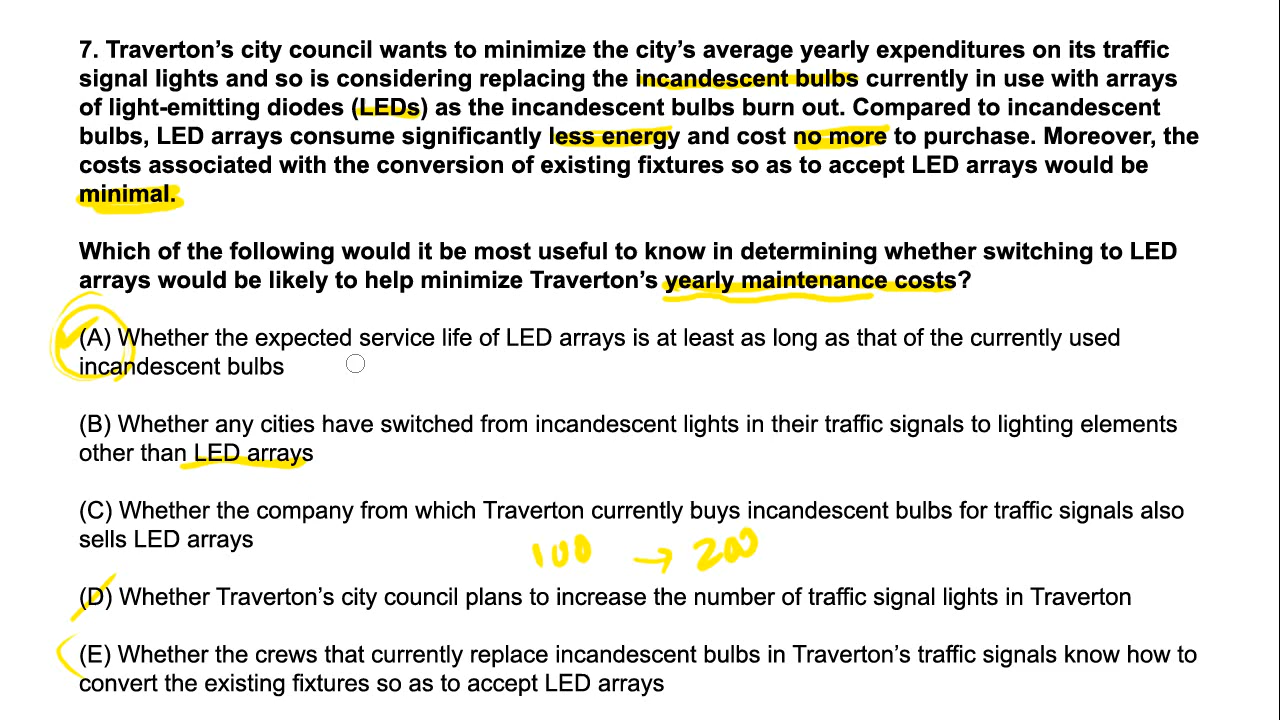 7. Traverton’s city council wants to minimize the city’s average yearly expenditures on its traffic
signal lights and so is considering replacing the incandescent bulbs currently in use with arrays
of light-emitting diodes (LEDs) as the incandescent bulbs burn out. Compared to incandescent
bulbs, LED arrays consume significantly less energy and cost no more to purchase. Moreover, the
costs associated with the conversion of existing fixtures so as to accept LED arrays would be
minimal.
Which of the following would it be most useful to know in determining whether switching to LED
arrays would be likely to help minimize Traverton’s yearly maintenance costs?
(A) Whether the expected service life of LED arrays is at least as long as that of the currently used
incandescent bulbs
(B) Whether any cities have switched from incandescent lights in their traffic signals to lighting elements
other than LED arrays
(C) Whether the company from which Traverton currently buys incandescent bulbs for traffic signals also
sells LED arrays
100 → 200
(D) Whether Traverton’s city council plans to increase the number of traffic signal lights in Traverton
(E) Whether the crews that currently replace incandescent bulbs in Traverton’s traffic signals know how to
convert the existing fixtures so as to accept LED arrays